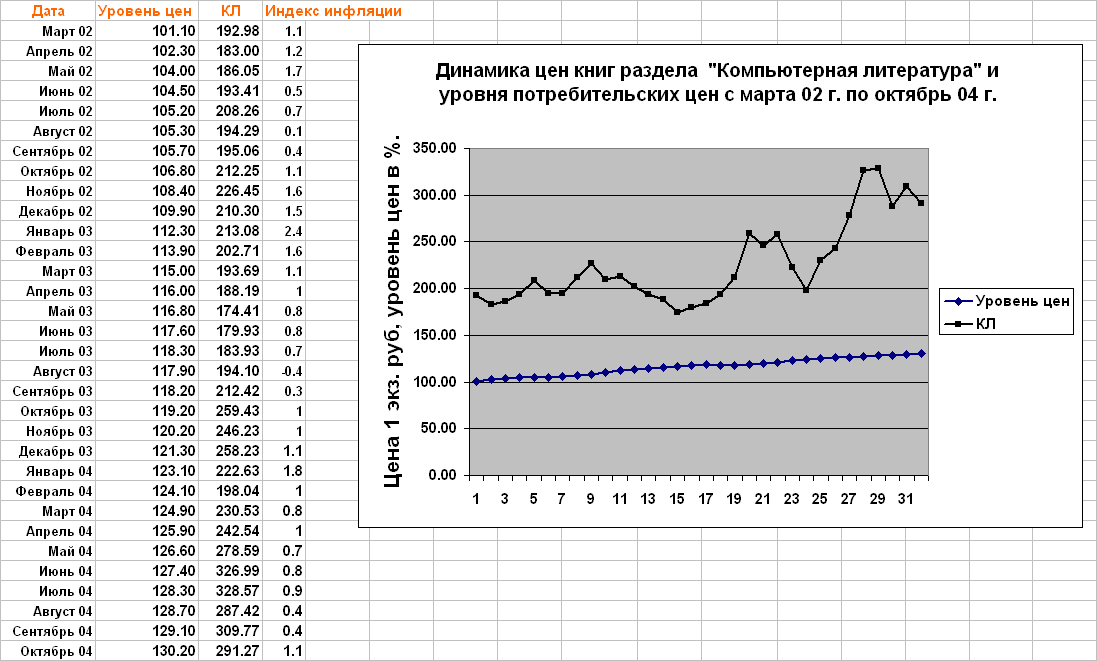 Дата Уровень цен КЛ Индекс инфляции
Март 02 101.10 192.98 1.1
Апрель 02 102.30 183.00 1.2
Май 02 104.00 186.05 1.7
Июнь 02 104.50 193.41 0.5
Июль 02 105.20 208.26 0.7
Август 02 105.30 194.29 0.1
Сентябрь 02 105.70 195.06 0.4
Октябрь 02 106.80 212.25 1.1
Ноябрь 02 108.40 226.45 1.6
Декабрь 02 109.90 210.30 1.5
Январь 03 112.30 213.08 2.4
Февраль 03 113.90 202.71 1.6
Март 03 115.00 193.69 1.1
Апрель 03 116.00 188.19 1
Май 03 116.80 174.41 0.8
Июнь 03 117.60 179.93 0.8
Июль 03 118.30 183.93 0.7
Август 03 117.90 194.10 -0.4
Сентябрь 03 118.20 212.42 0.3
Октябрь 03 119.20 259.43 1
Ноябрь 03 120.20 246.23 1
Декабрь 03 121.30 258.23 1.1
Январь 04 123.10 222.63 1.8
Февраль 04 124.10 198.04 1
Март 04 124.90 230.53 0.8
Апрель 04 125.90 242.54 1
Май 04 126.60 278.59 0.7
Июнь 04 127.40 326.99 0.8
Июль 04 128.30 328.57 0.9
Август 04 128.70 287.42 0.4
Сентябрь 04 129.10 309.77 0.4
Октябрь 04 130.20 291.27 1.1
Динамика цен книг раздела "Компьютерная литература" и
уровня потребительских цен с марта 02 г. по октябрь 04 г.
Цена 1 экз. руб, уровень цен в %.
350.00
300.00
250.00
200.00
150.00
100.00
50.00
0.00
1 3 5 7 9 11 13 15 17 19 21 23 25 27 29 31
Уровень цен
КЛ